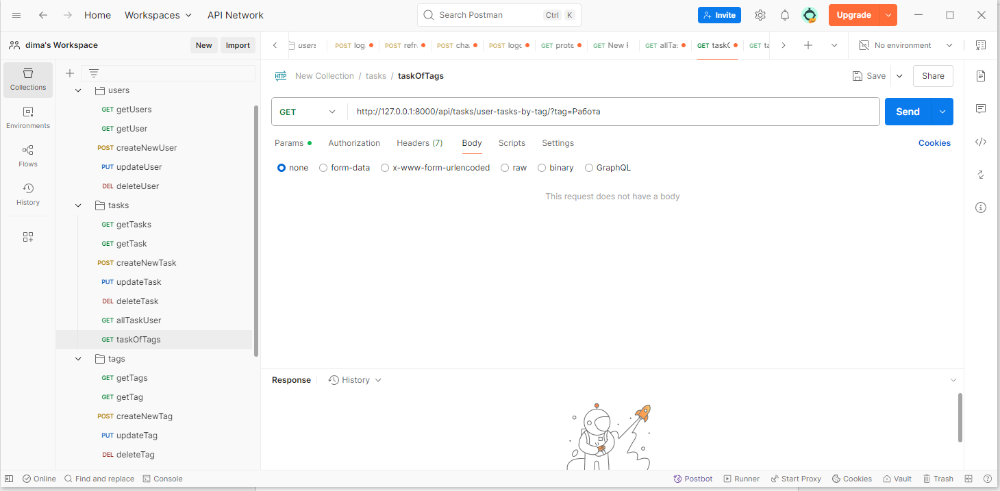 Home Workspaces API Network Search Postman Ctrl K Invite Upgrade
dima's Workspace New Import users POST log POST refr POST cha POST logo GET prote GET New F GET allTas GET taskO GET ta No environment
New Collection / tasks / taskOfTags Save Share
Collections
Environments
Flows
History
users
GET getUsers
GET getUser
POST createNewUser
PUT updateUser
DEL deleteUser
tasks
GET getTasks
GET getTask
POST createNewTask
PUT updateTask
DEL deleteTask
GET allTaskUser
GET taskOfTags
tags
GET getTags
GET getTag
POST createNewTag
PUT updateTag
DEL deleteTag
HTTP
GET http://127.0.0.1:8000/api/tasks/user-tasks-by-tag/?tag=Работа Send
Params Authorization Headers (7) Body Scripts Settings Cookies
none form-data x-www-form-urlencoded raw binary GraphQL
This request does not have a body
Response History
Online Find and replace Console Postbot Runner Start Proxy Cookies Vault Trash